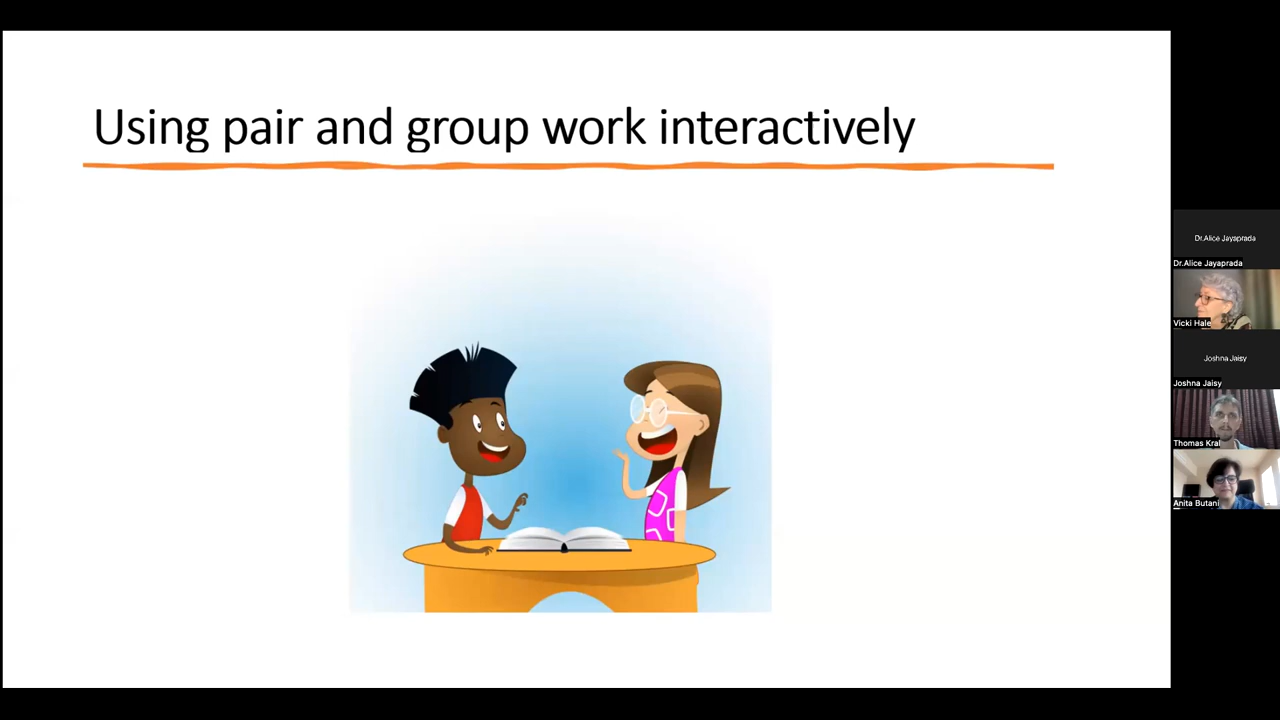 Using pair and group work interactively
Dr.Alice Jayaprada
Dr.Alice Jayaprada
Vicki Hale
Joshna Jaisy
Joshna Jaisy
Thomas Kral
Anita Butani